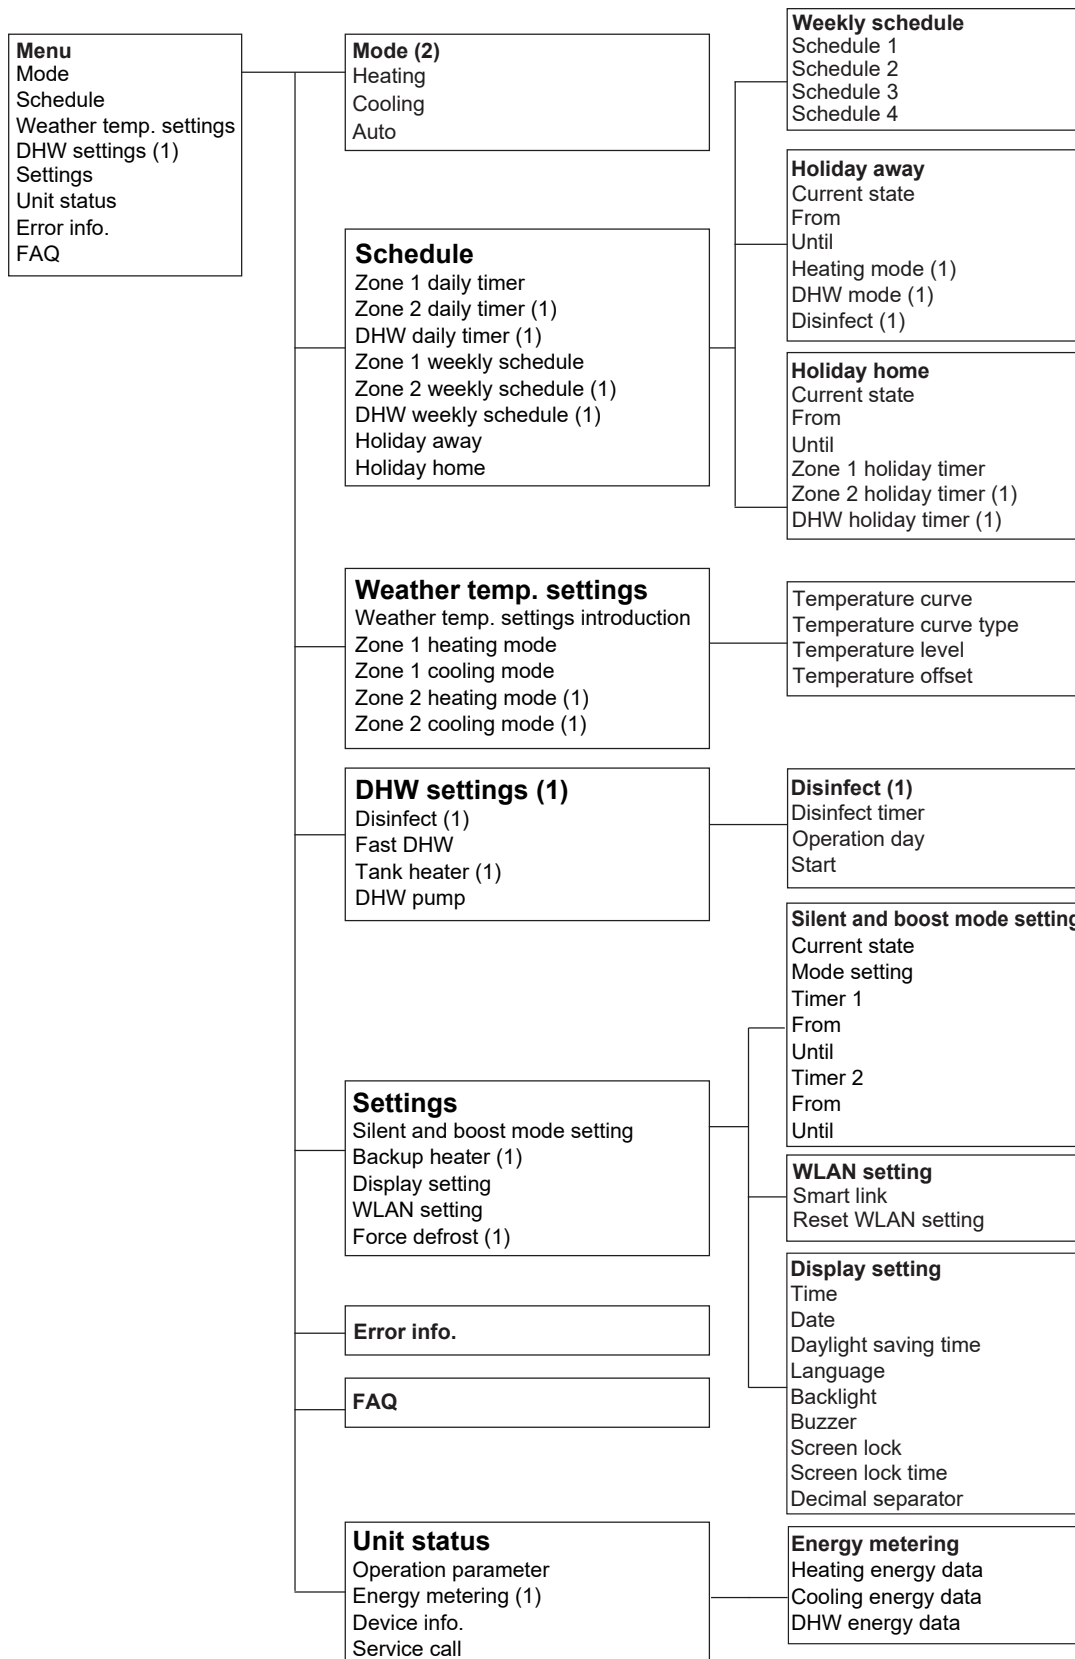 Menu
Mode
Schedule
Weather temp. settings
DHW settings (1)
Settings
Unit status
Error info.
FAQ
Mode (2)
Heating
Cooling
Auto
Schedule
Zone 1 daily timer
Zone 2 daily timer (1)
DHW daily timer (1)
Zone 1 weekly schedule
Zone 2 weekly schedule (1)
DHW weekly schedule (1)
Holiday away
Holiday home
Weekly schedule
Schedule 1
Schedule 2
Schedule 3
Schedule 4
Holiday away
Current state
From
Until
Heating mode (1)
DHW mode (1)
Disinfect (1)
Holiday home
Current state
From
Until
Zone 1 holiday timer
Zone 2 holiday timer (1)
DHW holiday timer (1)
Weather temp. settings
Weather temp. settings introduction
Zone 1 heating mode
Zone 1 cooling mode
Zone 2 heating mode (1)
Zone 2 cooling mode (1)
Temperature curve
Temperature curve type
Temperature level
Temperature offset
DHW settings (1)
Disinfect (1)
Fast DHW
Tank heater (1)
DHW pump
Disinfect (1)
Disinfect timer
Operation day
Start
Settings
Silent and boost mode setting
Backup heater (1)
Display setting
WLAN setting
Force defrost (1)
Silent and boost mode setting
Current state
Mode setting
Timer 1
From
Until
Timer 2
From
Until
WLAN setting
Smart link
Reset WLAN setting
Display setting
Time
Date
Daylight saving time
Language
Backlight
Buzzer
Screen lock
Screen lock time
Decimal separator
Error info.
FAQ
Unit status
Operation parameter
Energy metering (1)
Device info.
Service call
Energy metering
Heating energy data
Cooling energy data
DHW energy data